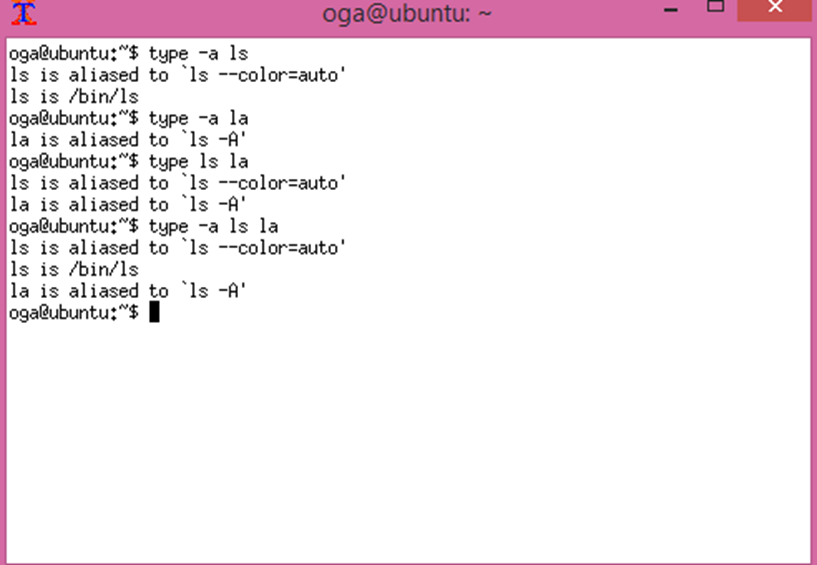 oga@ubuntu: ~
oga@ubuntu:~$ type -a ls
ls is aliased to `ls --color=auto'
ls is /bin/ls
oga@ubuntu:~$ type -a la
la is aliased to `ls -A'
oga@ubuntu:~$ type ls la
ls is aliased to `ls --color=auto'
la is aliased to `ls -A'
oga@ubuntu:~$ type -a ls la
ls is aliased to `ls --color=auto'
ls is /bin/ls
la is aliased to `ls -A'
oga@ubuntu:~$